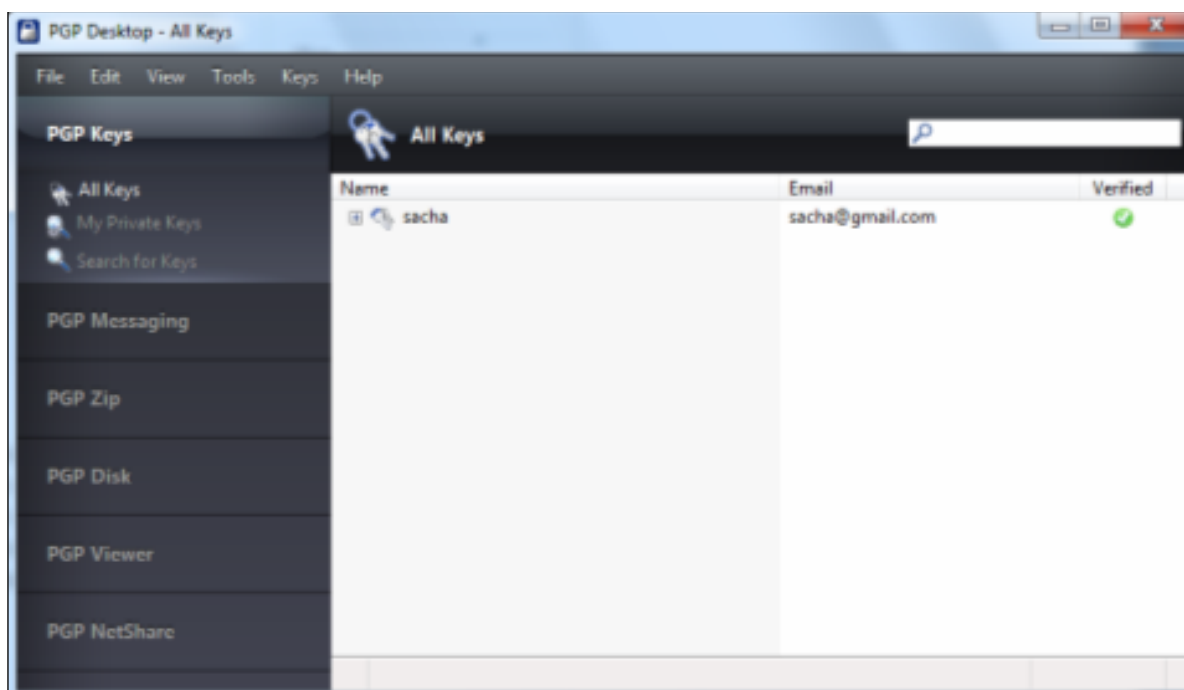 PGP Desktop - All Keys
File Edit View Tools Keys Help
PGP Keys
All Keys
My Private Keys
Search for Keys
PGP Messaging
PGP Zip
PGP Disk
PGP Viewer
PGP NetShare
All Keys
Name Email Verified
sacha sacha@gmail.com